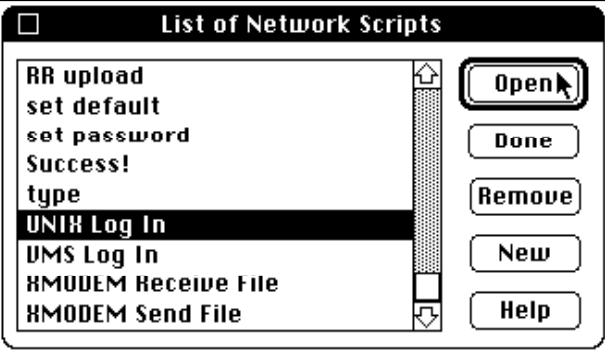 List of Network Scripts
RR upload
set default
set password
Success!
type
UNIX Log In
VMS Log In
XMODEM Receive File
XMODEM Send File
Open
Done
Remove
New
Help